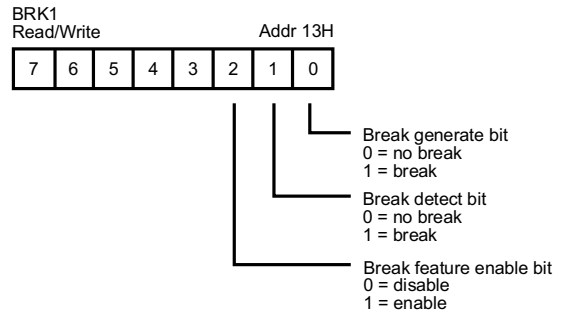 BRK1
Read/Write Addr 13H
7 6 5 4 3 2 1 0
Break generate bit
0 = no break
1 = break
Break detect bit
0 = no break
1 = break
Break feature enable bit
0 = disable
1 = enable